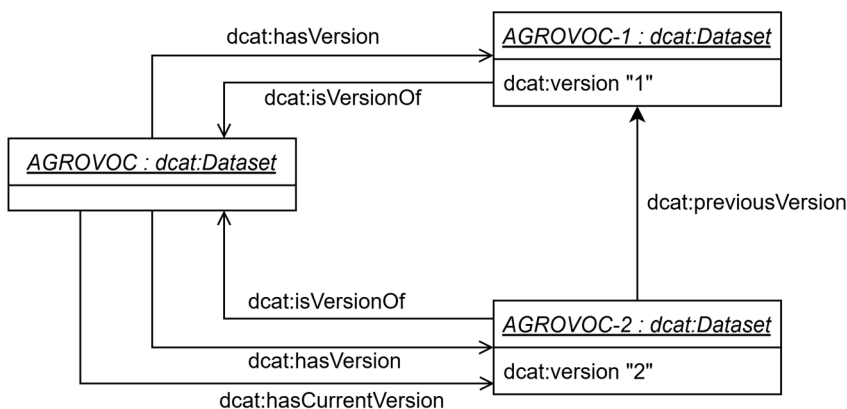 dcat:hasVersion
AGROVOC-1 : dcat:Dataset
dcat:version "1"
dcat:isVersionOf
AGROVOC : dcat:Dataset
dcat:previousVersion
dcat:isVersionOf
AGROVOC-2 : dcat:Dataset
dcat:hasVersion
dcat:version "2"
dcat:hasCurrentVersion